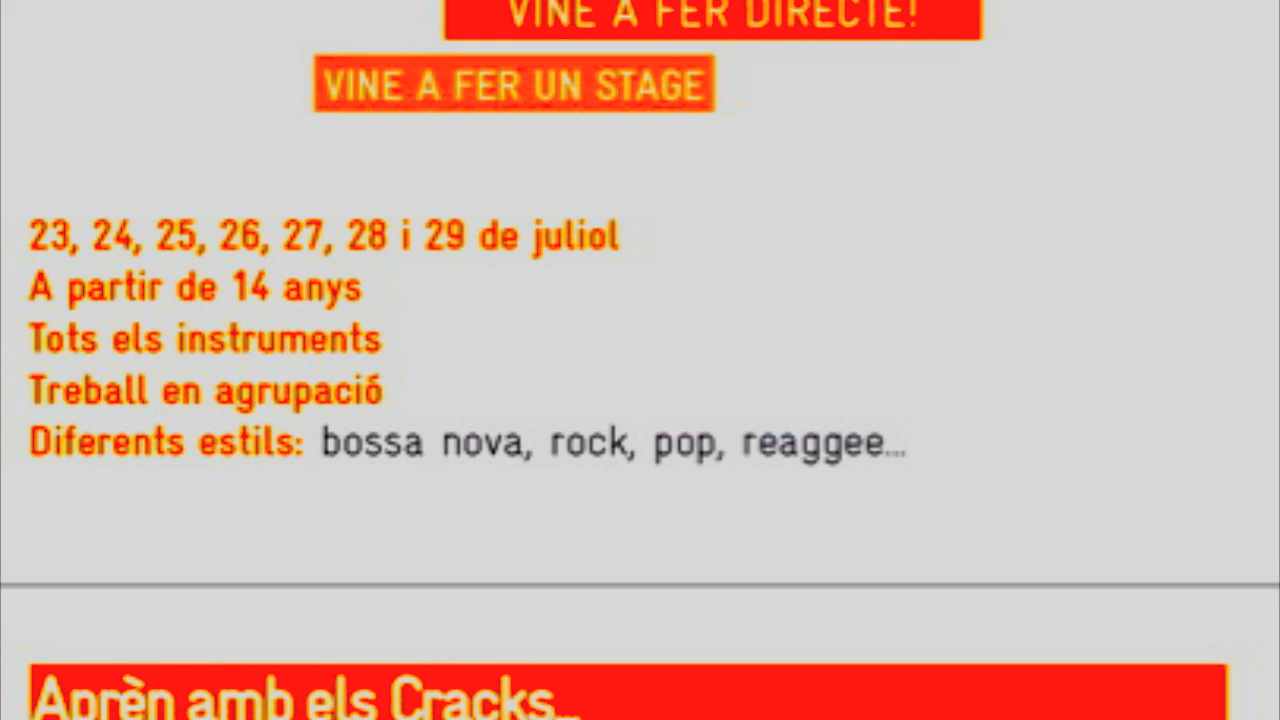 VINE A FER DIRECTE!
VINE A FER UN STAGE
23, 24, 25, 26, 27, 28 i 29 de juliol
A partir de 14 anys
Tots els instruments
Treball en agrupació
Diferents estils: bossa nova, rock, pop, reaggee...
Aprèn amb els Cracks...